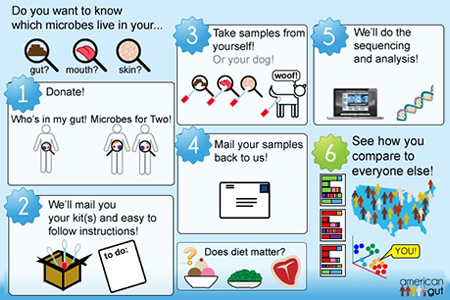 Do you want to know
which microbes live in your...
gut? mouth? skin?
1 Donate!
Who's in my gut! Microbes for Two!
2 We'll mail you
your kit(s) and easy to
follow instructions!
to do:
3 Take samples from
yourself!
Or your dog!
woof!
4 Mail your samples
back to us!
Does diet matter?
?
5 We'll do the
sequencing
and analysis!
6 See how you
compare to
everyone else!
YOU!
american
gut